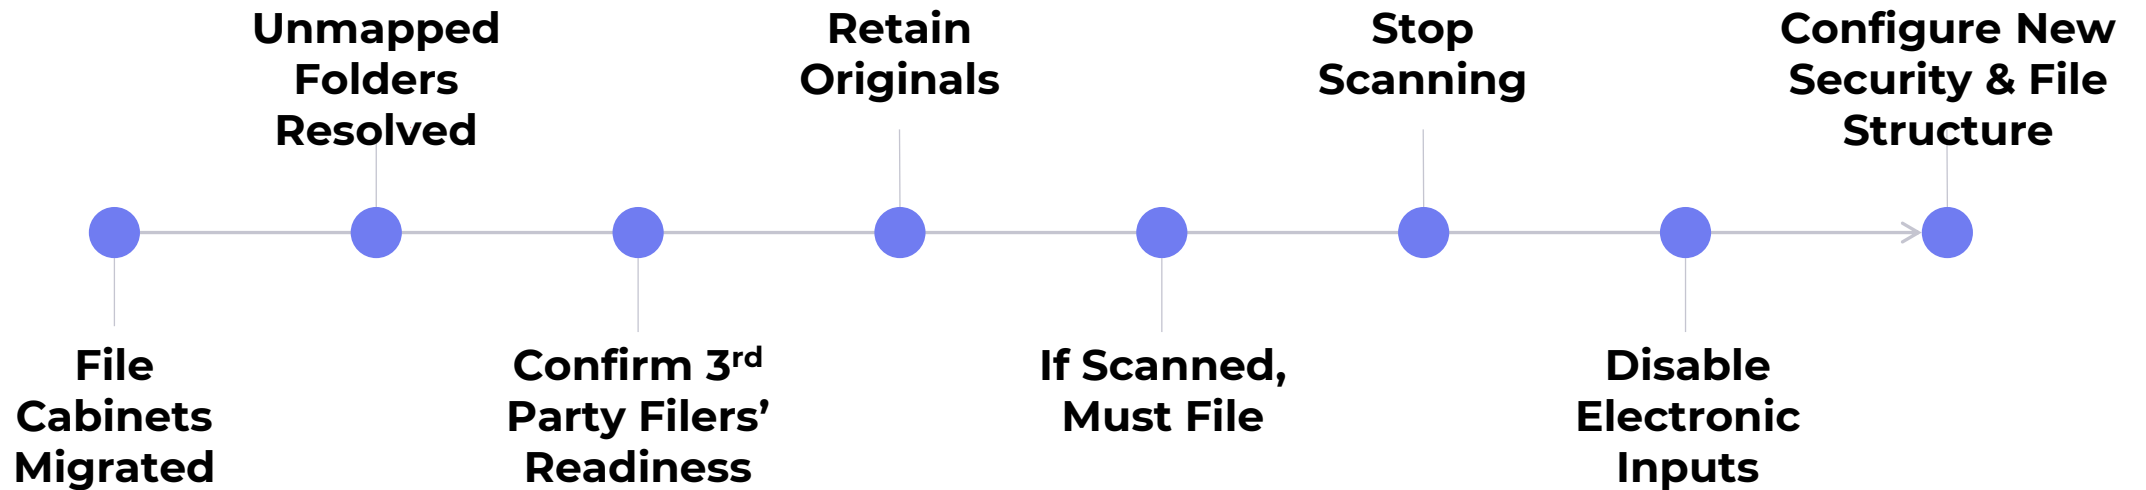 File
Cabinets
Migrated
Unmapped
Folders
Resolved
Confirm 3rd
Party Filers’
Readiness
Retain
Originals
If Scanned,
Must File
Stop
Scanning
Disable
Electronic
Inputs
Configure New
Security & File
Structure